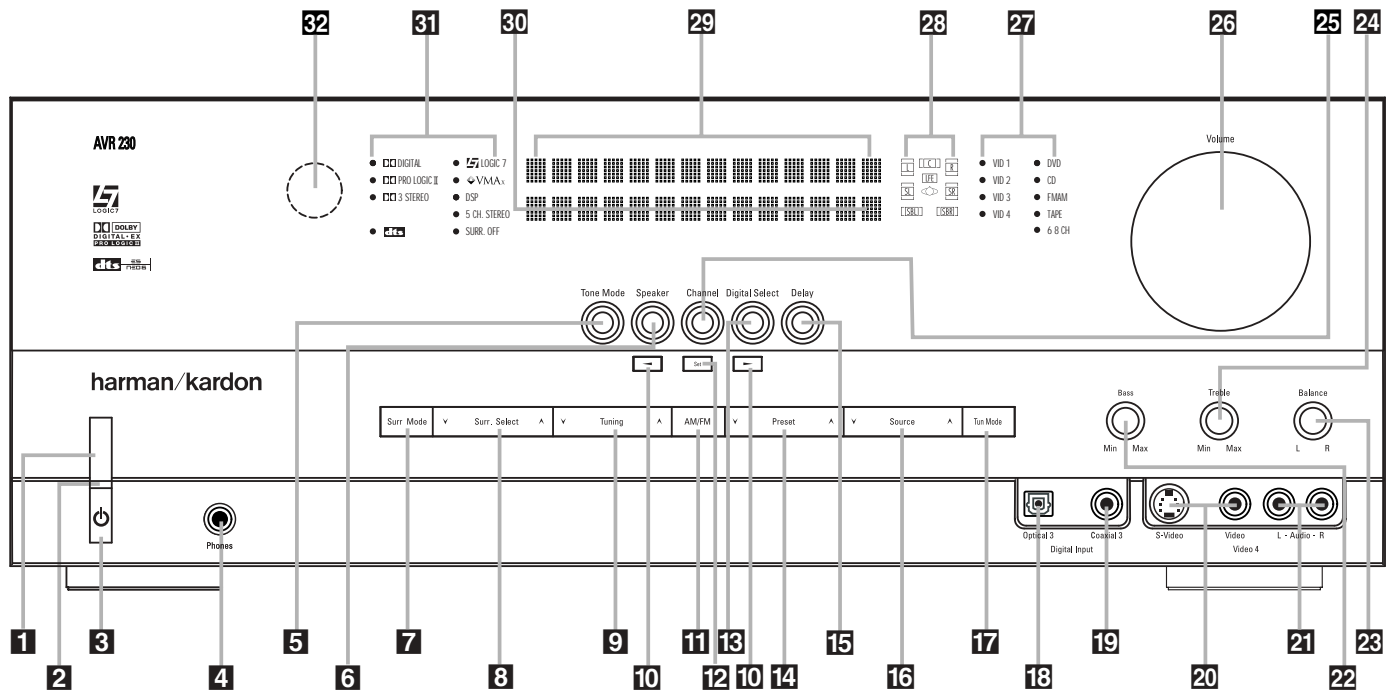 32 31 30 29 28 27 26 25 24
AVR 230
LOGIC7
DOLBY
DIGITAL•EX
PRO LOGIC II
dts ES
NEO:6
DIGITAL
PRO LOGIC II
3 STEREO
dts
LOGIC 7
VMAx
DSP
5 CH. STEREO
SURR. OFF
L C R
LFE
SL SR
SBL SBR
VID 1
VID 2
VID 3
VID 4
DVD
CD
FMAM
TAPE
6 8 CH
Volume
Tone Mode Speaker Channel Digital Select Delay
Set
harman/kardon
Surr Mode Surr. Select Tuning AM/FM Preset Source Tun Mode
Bass Treble Balance
Min Max Min Max L R
Phones
Optical 3 Coaxial 3
Digital Input
S-Video Video L - Audio - R
Video 4
1 3 5 7 9 11 13 15 17 19 21 23
2 4 6 8 10 12 10 14 16 18 20 22